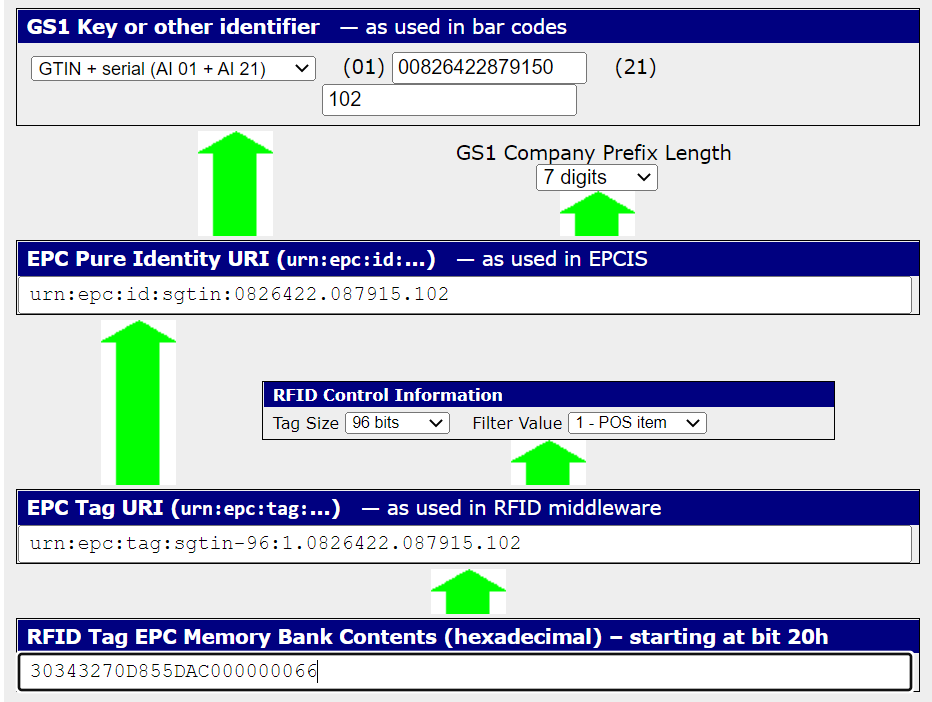 GS1 Key or other identifier — as used in bar codes
GTIN + serial (AI 01 + AI 21) (01) 00826422879150 (21)
102
GS1 Company Prefix Length
7 digits
EPC Pure Identity URI (urn:epc:id:...) — as used in EPCIS
urn:epc:id:sgtin:0826422.087915.102
RFID Control Information
Tag Size 96 bits Filter Value 1 - POS item
EPC Tag URI (urn:epc:tag:...) — as used in RFID middleware
urn:epc:tag:sgtin-96:1.0826422.087915.102
RFID Tag EPC Memory Bank Contents (hexadecimal) – starting at bit 20h
30343270D855DAC000000066